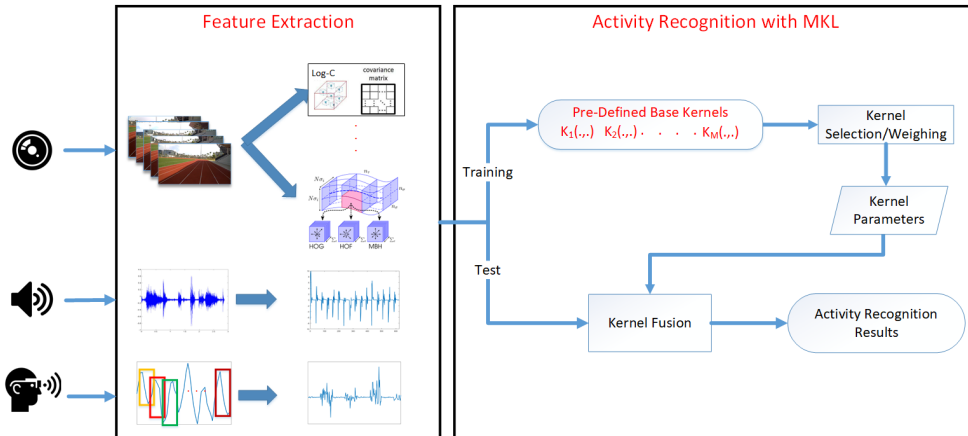 Feature Extraction
Activity Recognition with MKL
Log-C
covariance
matrix
Pre-Defined Base Kernels
K1(.,.) K2(.,.) . . . . KM(.,.)
Kernel
Selection/Weighing
Training
Kernel
Parameters
HOG
HOF
MBH
Test
Kernel Fusion
Activity Recognition
Results